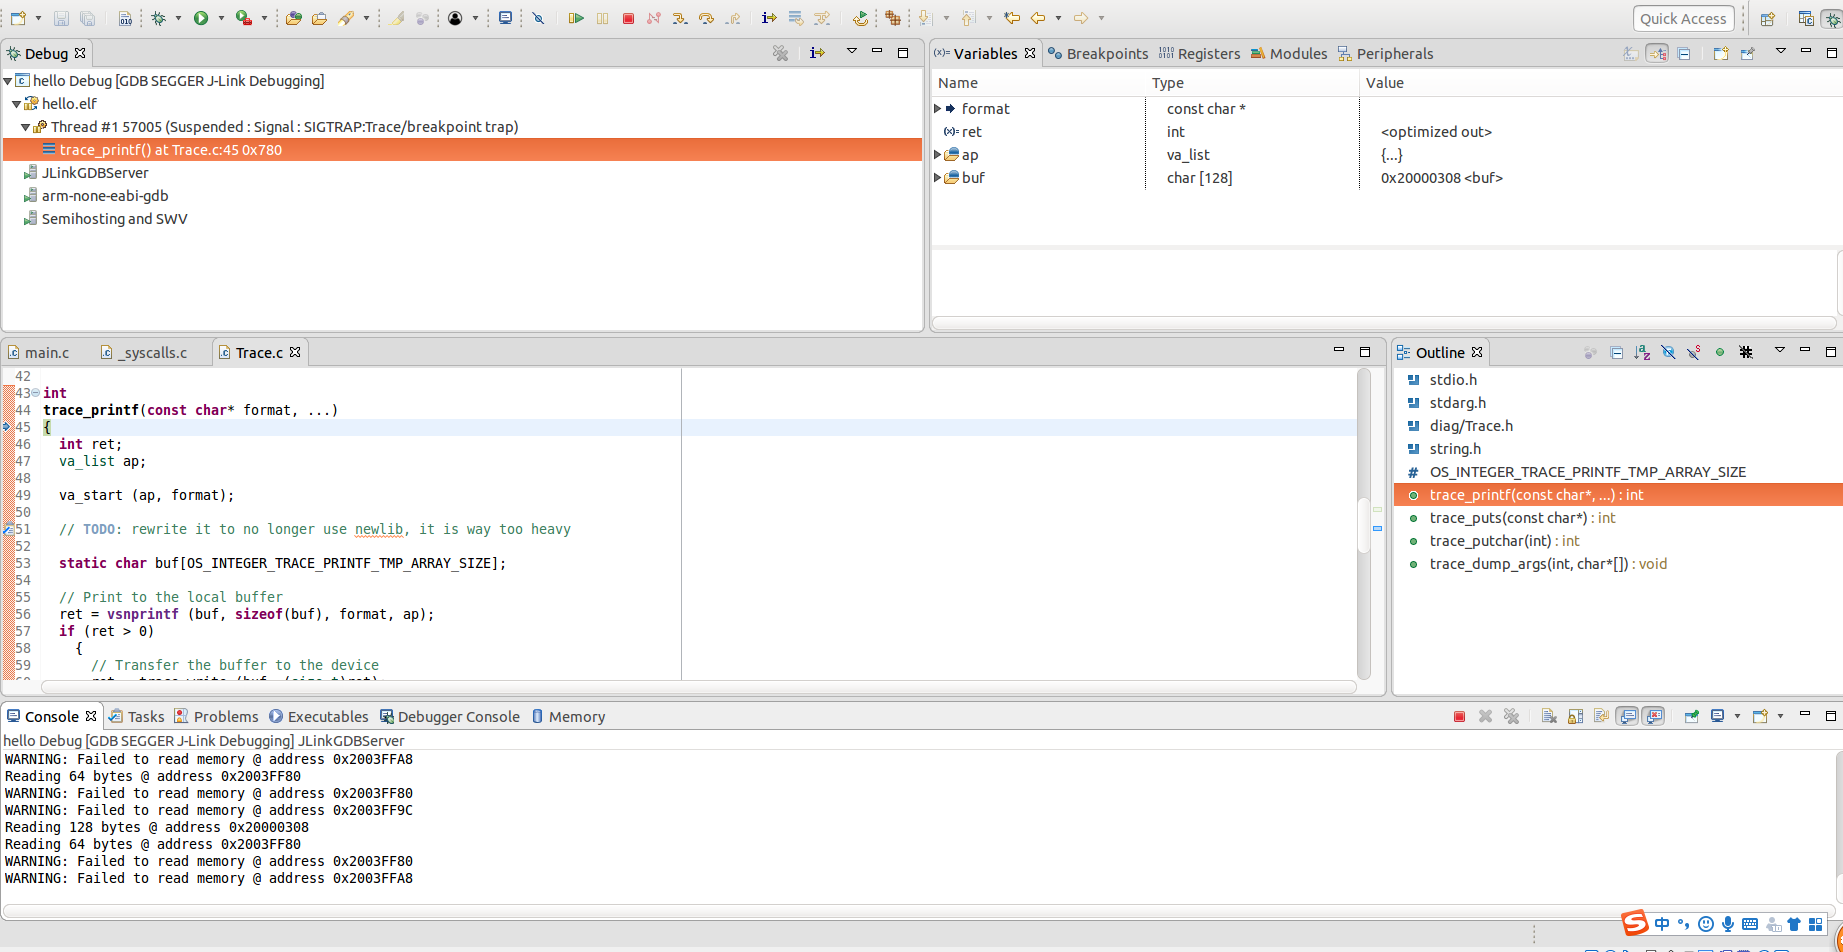 Quick Access
Debug
hello Debug [GDB SEGGER J-Link Debugging]
hello.elf
Thread #1 57005 (Suspended : Signal : SIGTRAP:Trace/breakpoint trap)
trace_printf() at Trace.c:45 0x780
JLinkGDBServer
arm-none-eabi-gdb
Semihosting and SWV
(x)= Variables Breakpoints Registers Modules Peripherals
Name Type Value
format const char *
(x)= ret int <optimized out>
ap va_list {...}
buf char [128] 0x20000308 <buf>
main.c _syscalls.c Trace.c
42
43 int
44 trace_printf(const char* format, ...)
45 {
46 int ret;
47 va_list ap;
48
49 va_start (ap, format);
50
51 // TODO: rewrite it to no longer use newlib, it is way too heavy
52
53 static char buf[OS_INTEGER_TRACE_PRINTF_TMP_ARRAY_SIZE];
54
55 // Print to the local buffer
56 ret = vsnprintf (buf, sizeof(buf), format, ap);
57 if (ret > 0)
58 {
59 // Transfer the buffer to the device
Outline
stdio.h
stdarg.h
diag/Trace.h
string.h
# OS_INTEGER_TRACE_PRINTF_TMP_ARRAY_SIZE
trace_printf(const char*, ...) : int
trace_puts(const char*) : int
trace_putchar(int) : int
trace_dump_args(int, char*[]) : void
Console Tasks Problems Executables Debugger Console Memory
hello Debug [GDB SEGGER J-Link Debugging] JLinkGDBServer
WARNING: Failed to read memory @ address 0x2003FFA8
Reading 64 bytes @ address 0x2003FF80
WARNING: Failed to read memory @ address 0x2003FF80
WARNING: Failed to read memory @ address 0x2003FF9C
Reading 128 bytes @ address 0x20000308
Reading 64 bytes @ address 0x2003FF80
WARNING: Failed to read memory @ address 0x2003FF80
WARNING: Failed to read memory @ address 0x2003FFA8
S 中